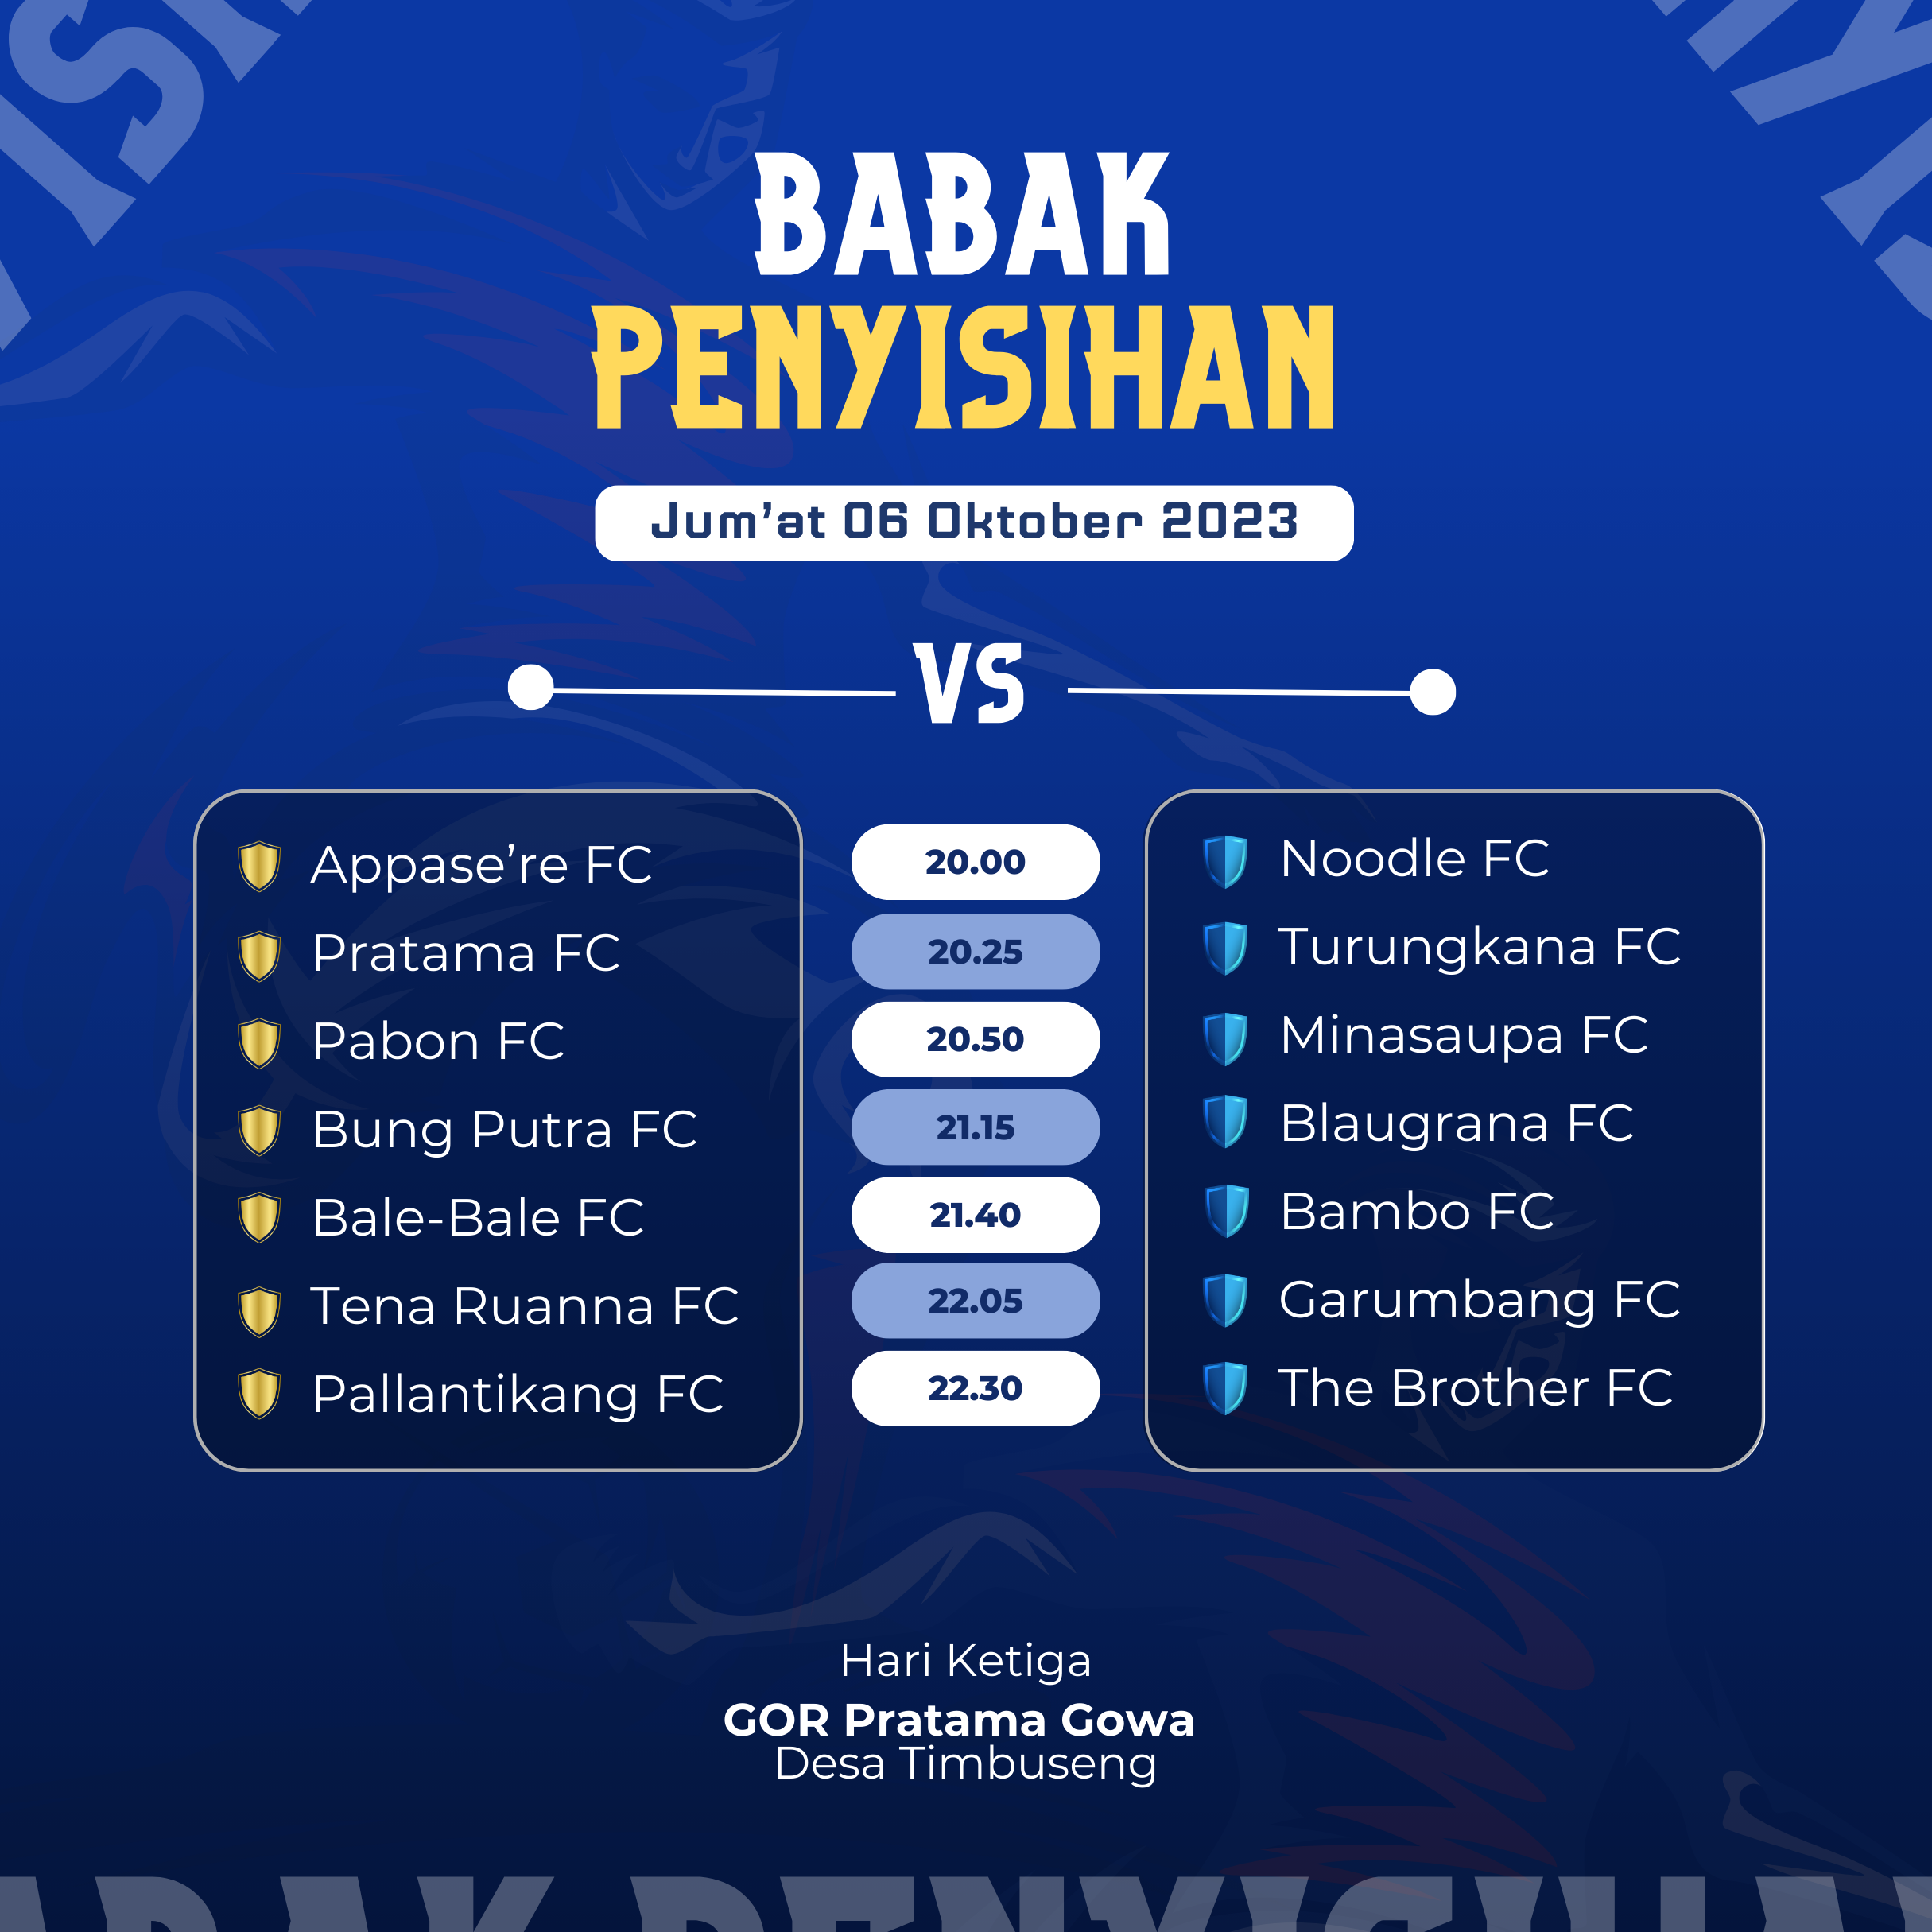 BABAK
PENYISIHAN
Jum'at 06 Oktober 2023
VS
Appase're FC 20.00 Noodle FC
Pratama FC 20.25 Turungkana FC
Pabon FC 20.50 Minasaupa FC
Bung Putra FC 21.15 Blaugrana FC
Bale-Bale FC 21.40 Bambo FC
Tena Ruanna FC 22.05 Garumbang FC
Pallantikang FC 22.30 The Brother FC
Hari Ketiga
GOR Pratama Gowa
Desa Timbuseng